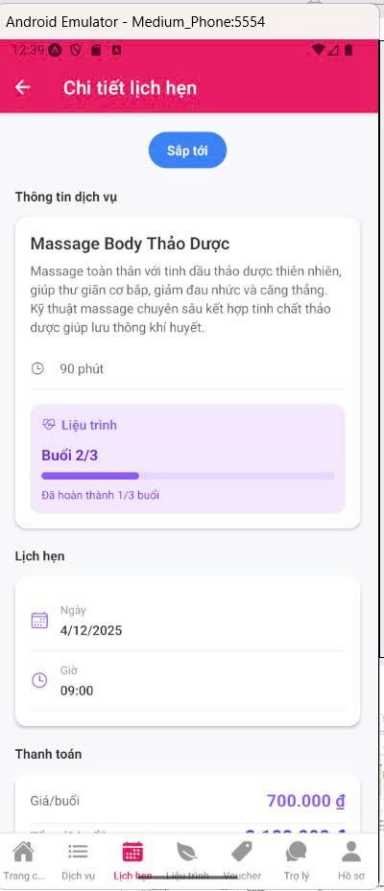 Android Emulator - Medium_Phone:5554
12:39
Chi tiết lịch hẹn
Sắp tới
Thông tin dịch vụ
Massage Body Thảo Dược
Massage toàn thân với tinh dầu thảo dược thiên nhiên,
giúp thư giãn cơ bắp, giảm đau nhức và căng thẳng.
Kỹ thuật massage chuyên sâu kết hợp tinh chất thảo
dược giúp lưu thông khí huyết.
90 phút
Liệu trình
Buổi 2/3
Đã hoàn thành 1/3 buổi
Lịch hẹn
Ngày
4/12/2025
Giờ
09:00
Thanh toán
Giá/buổi
700.000 ₫
Trang c... Dịch vụ Lịch hẹn Liệu trình Voucher Trợ lý Hồ sơ